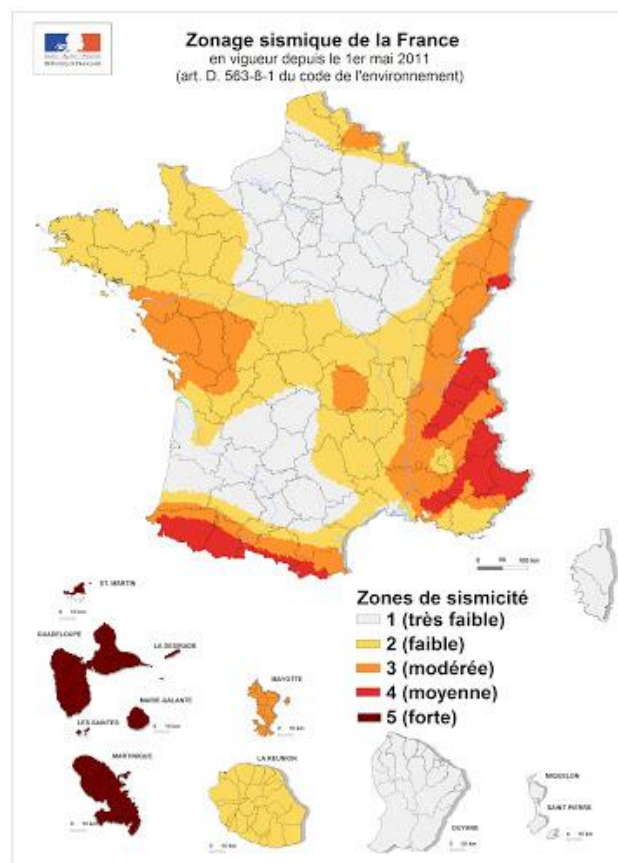 Zonage sismique de la France
en vigueur depuis le 1er mai 2011
(art. D. 563-8-1 du code de l'environnement)
100 km
ST. MARTIN
GUADELOUPE
LA DESIRADE
MARIE-GALANTE
LES SAINTES
MARTINIQUE
MAYOTTE
LA REUNION
Zones de sismicité
1 (très faible)
2 (faible)
3 (modérée)
4 (moyenne)
5 (forte)
GUYANE
MIQUELON
SAINT-PIERRE